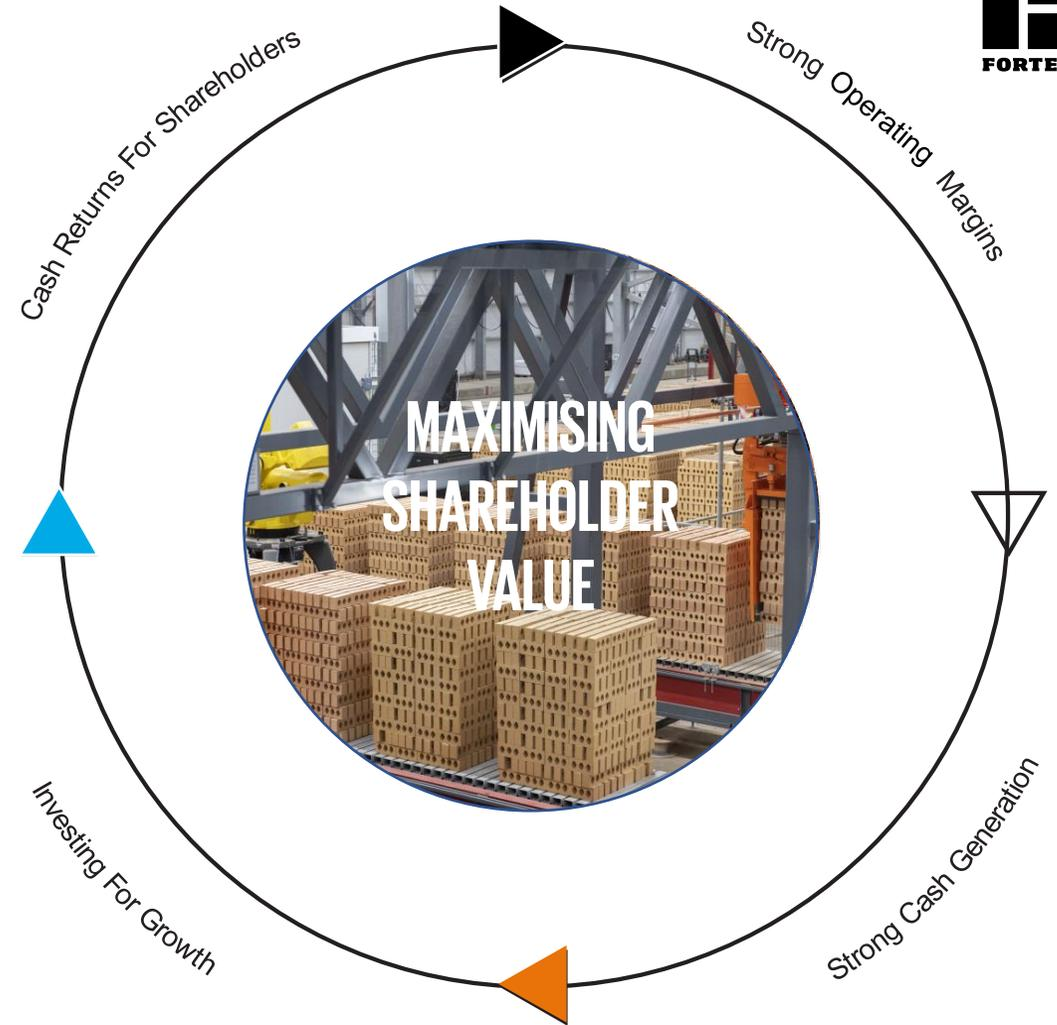 FORTE
Cash Returns For Shareholders
Strong Operating Margins
MAXIMISING
SHAREHOLDER
VALUE
Investing For Growth
Strong Cash Generation